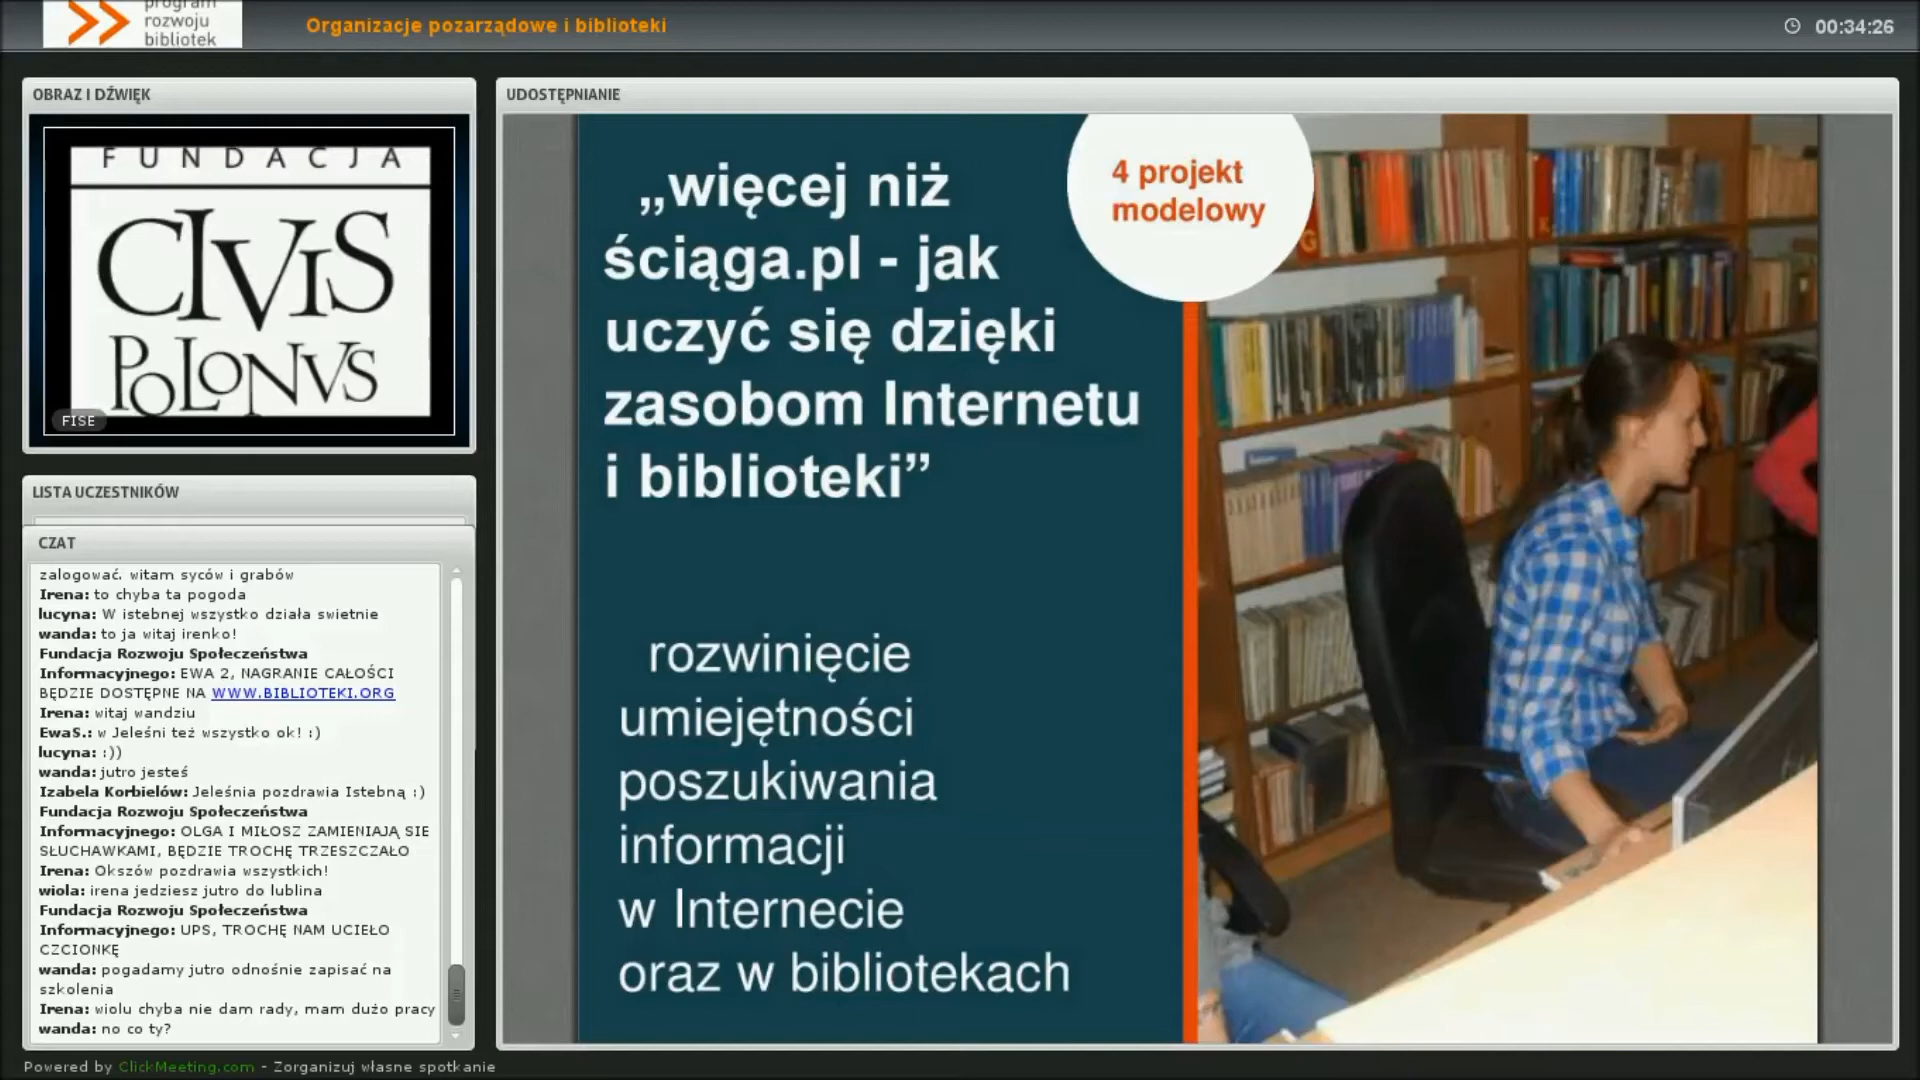 program
rozwoju
bibliotek
Organizacje pozarządowe i biblioteki
00:34:26
OBRAZ I DŹWIĘK
FUNDACJA
CIVIS
POLONVS
FISE
LISTA UCZESTNIKÓW
CZAT
zalogować. witam syców i grabów
Irena: to chyba ta pogoda
lucyna: W istebnej wszystko działa swietnie
wanda: to ja witaj irenko!
Fundacja Rozwoju Społeczeństwa
Informacyjnego: EWA 2, NAGRANIE CAŁOŚCI
BĘDZIE DOSTĘPNE NA WWW.BIBLIOTEKI.ORG
Irena: witaj wandziu
EwaS.: w Jeleśni też wszystko ok! :)
lucyna: :))
wanda: jutro jesteś
Izabela Korbielów: Jeleśnia pozdrawia Istebną :)
Fundacja Rozwoju Społeczeństwa
Informacyjnego: OLGA I MIŁOSZ ZAMIENIAJĄ SIE
SŁUCHAWKAMI, BĘDZIE TROCHĘ TRZESZCZAŁO
Irena: Okszów pozdrawia wszystkich!
wiola: irena jedziesz jutro do lublina
Fundacja Rozwoju Społeczeństwa
Informacyjnego: UPS, TROCHĘ NAM UCIEŁO
CZCIONKĘ
wanda: pogadamy jutro odnośnie zapisać na
szkolenia
Irena: wiolu chyba nie dam rady, mam dużo pracy
wanda: no co ty?
UDOSTĘPNIANIE
„więcej niż
ściąga.pl - jak
uczyć się dzięki
zasobom Internetu
i biblioteki”
4 projekt
modelowy
rozwinięcie
umiejętności
poszukiwania
informacji
w Internecie
oraz w bibliotekach
Powered by ClickMeeting.com - Zorganizuj własne spotkanie